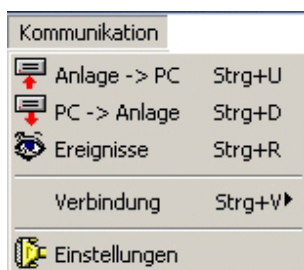 Kommunikation
Anlage -> PC Strg+U
PC -> Anlage Strg+D
Ereignisse Strg+R
Verbindung Strg+V
Einstellungen